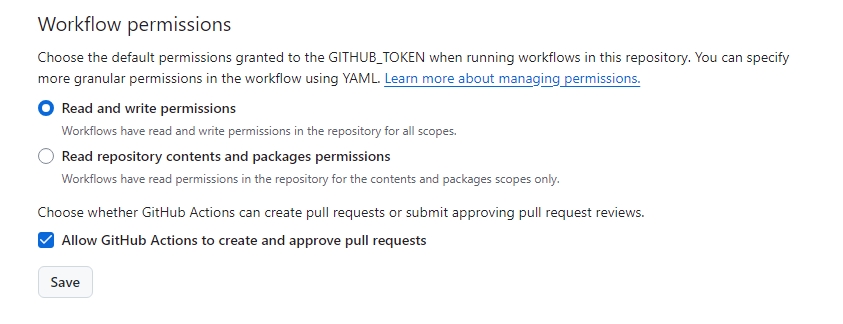 Workflow permissions
Choose the default permissions granted to the GITHUB_TOKEN when running workflows in this repository. You can specify
more granular permissions in the workflow using YAML. Learn more about managing permissions.
Read and write permissions
Workflows have read and write permissions in the repository for all scopes.
Read repository contents and packages permissions
Workflows have read permissions in the repository for the contents and packages scopes only.
Choose whether GitHub Actions can create pull requests or submit approving pull request reviews.
Allow GitHub Actions to create and approve pull requests
Save